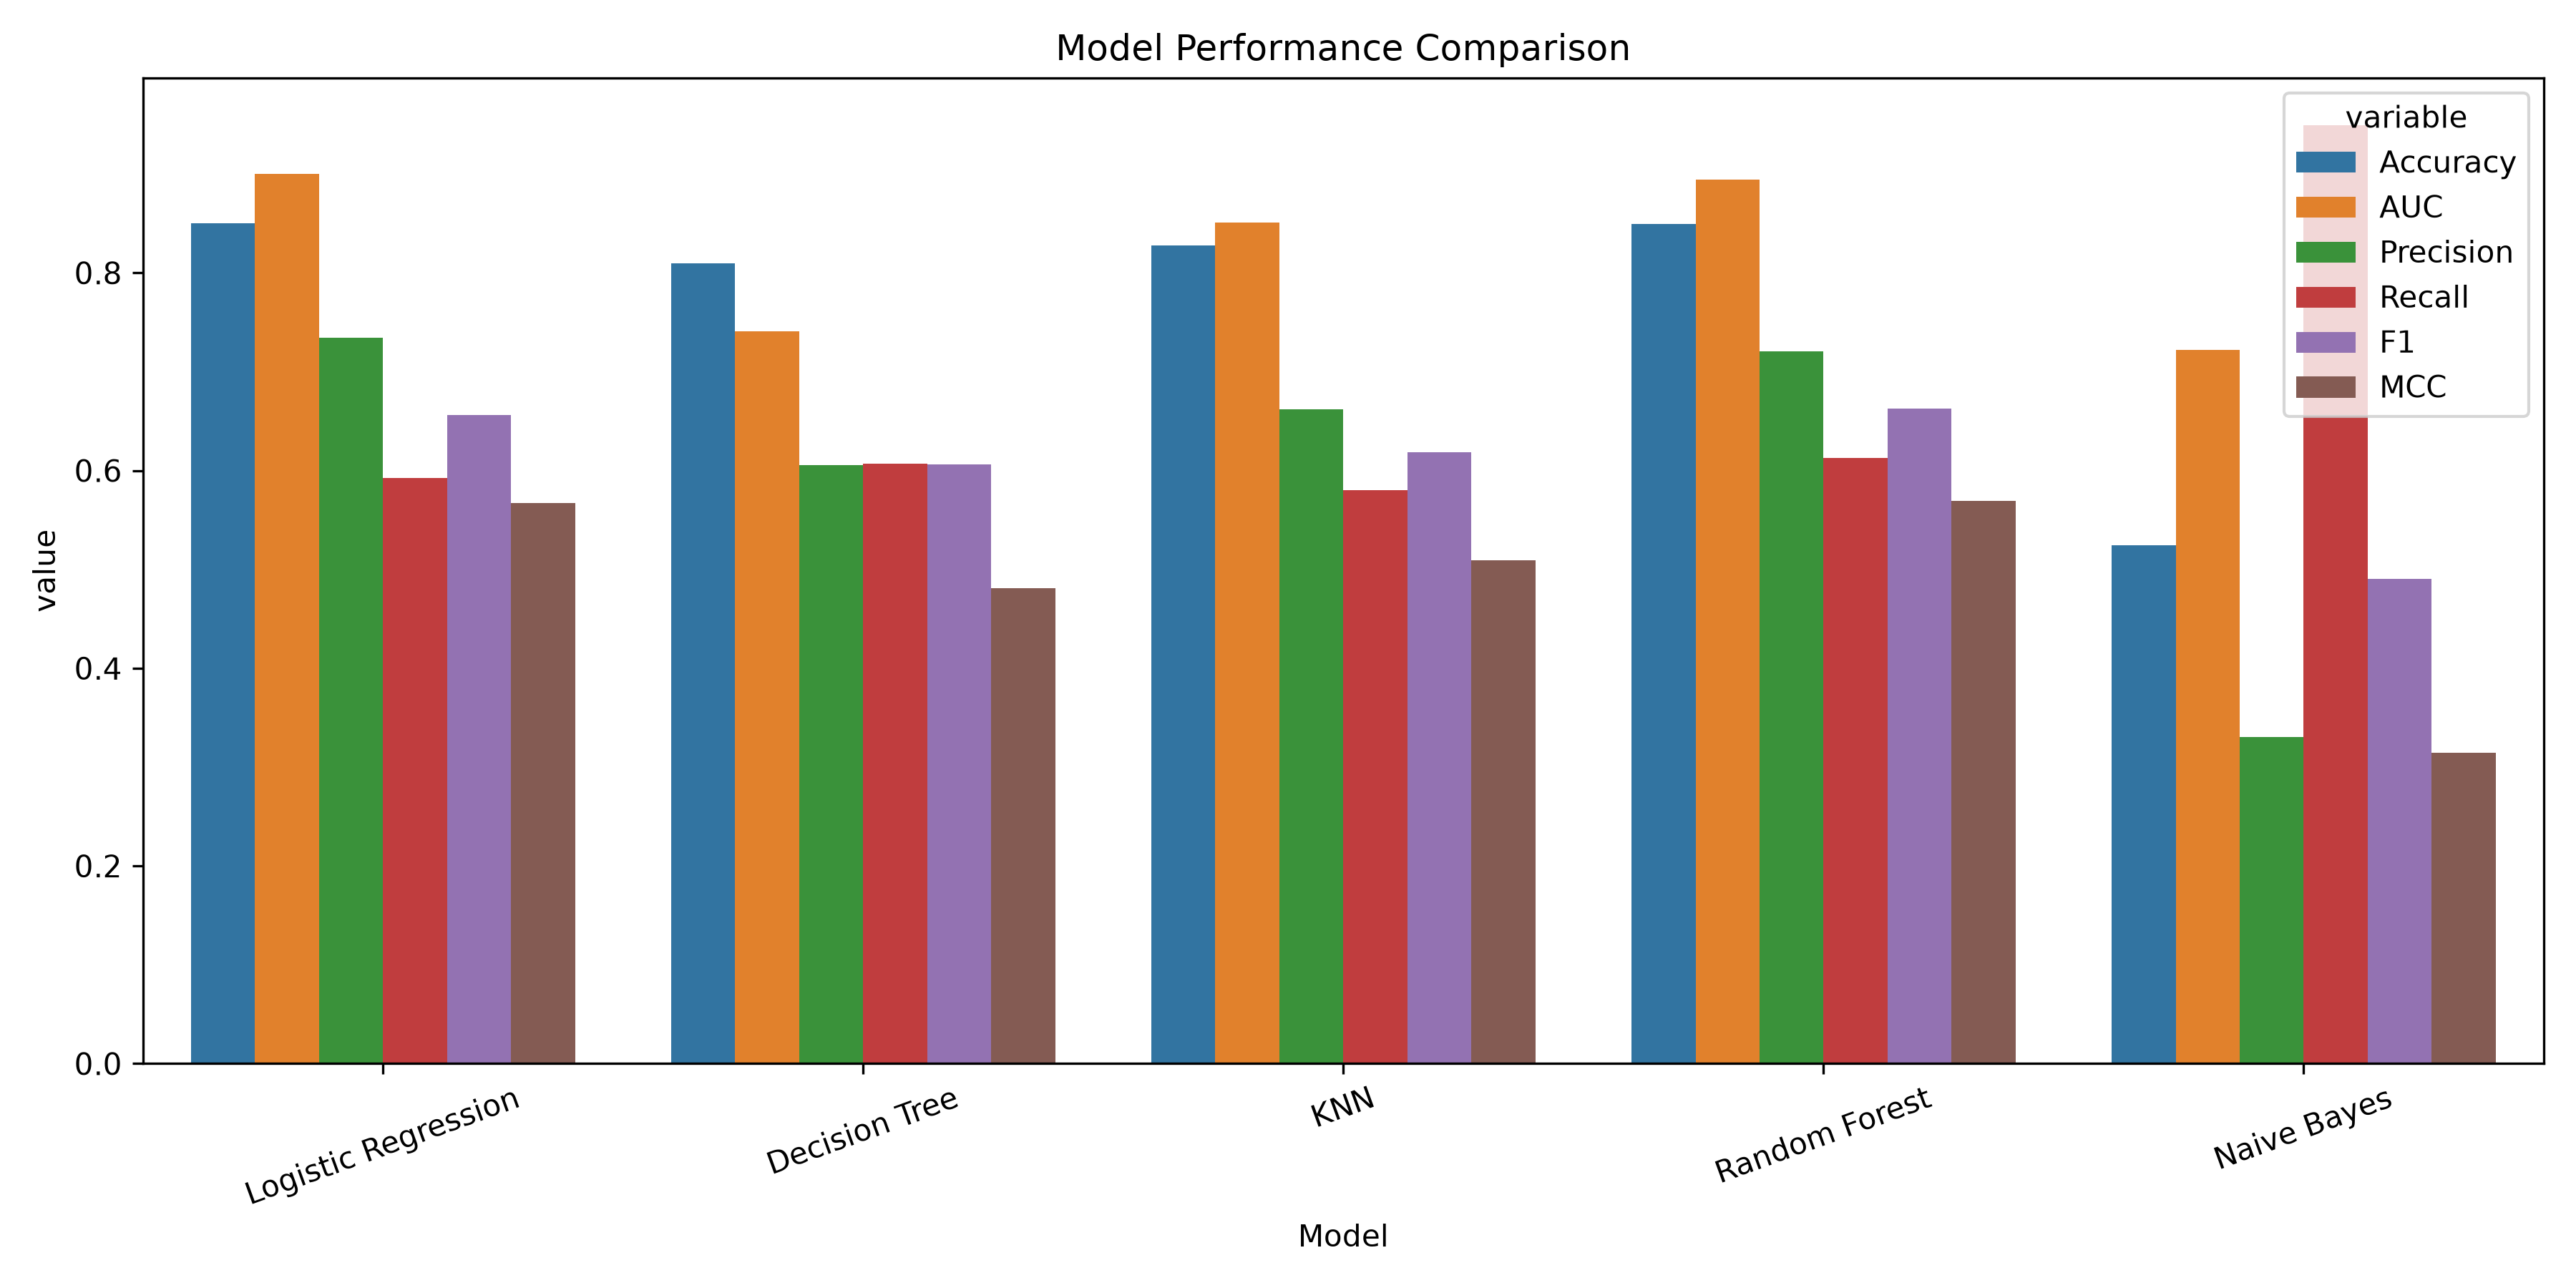 Model Performance Comparison
variable
Accuracy
AUC
Precision
Recall
F1
MCC
value
0.8
0.6
0.4
0.2
0.0
Logistic Regression
Decision Tree
KNN
Random Forest
Naive Bayes
Model